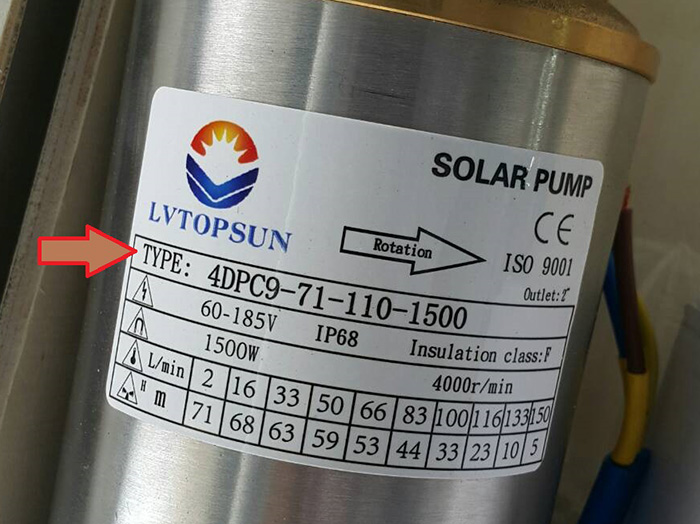 LVTOPSUN
SOLAR PUMP
CE
Rotation
ISO 9001
Outlet:2"
TYPE: 4DPC9-71-110-1500
60-185V IP68 Insulation class:F
1500W 4000r/min
L/min 2 16 33 50 66 83 100 116 133 150
H m 71 68 63 59 53 44 33 23 10 5